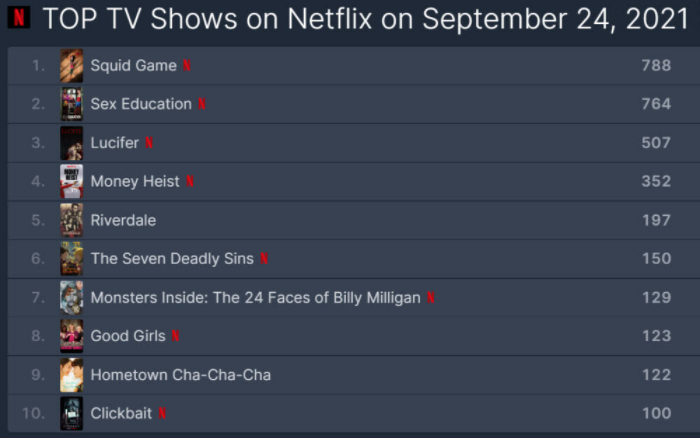 N TOP TV Shows on Netflix on September 24, 2021
1. Squid Game N 788
2. Sex Education N 764
3. Lucifer N 507
4. Money Heist N 352
5. Riverdale 197
6. The Seven Deadly Sins N 150
7. Monsters Inside: The 24 Faces of Billy Milligan N 129
8. Good Girls N 123
9. Hometown Cha-Cha-Cha 122
10. Clickbait N 100